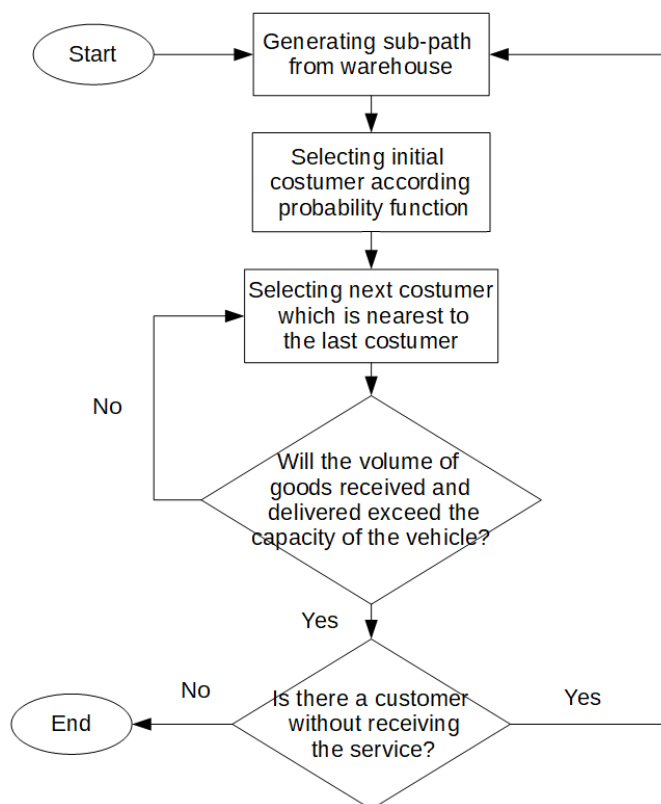 Start
Generating sub-path
from warehouse
Selecting initial
costumer according
probability function
Selecting next costumer
which is nearest to
the last costumer
No
Will the volume of
goods received and
delivered exceed the
capacity of the vehicle?
Yes
No
Is there a customer
without receiving
the service?
Yes
End